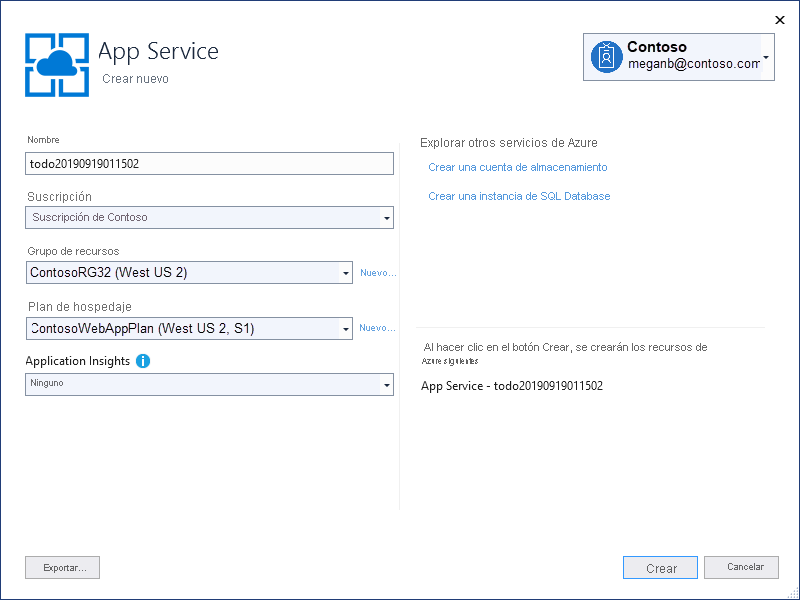 App Service
Crear nuevo
Contoso
meganb@contoso.com
Nombre
todo20190919011502
Suscripción
Suscripción de Contoso
Grupo de recursos
ContosoRG32 (West US 2)
Nuevo...
Plan de hospedaje
ContosoWebAppPlan (West US 2, S1)
Nuevo...
Application Insights
Ninguno
Explorar otros servicios de Azure
Crear una cuenta de almacenamiento
Crear una instancia de SQL Database
Al hacer clic en el botón Crear, se crearán los recursos de
Azure siguientes
App Service - todo20190919011502
Exportar...
Crear
Cancelar